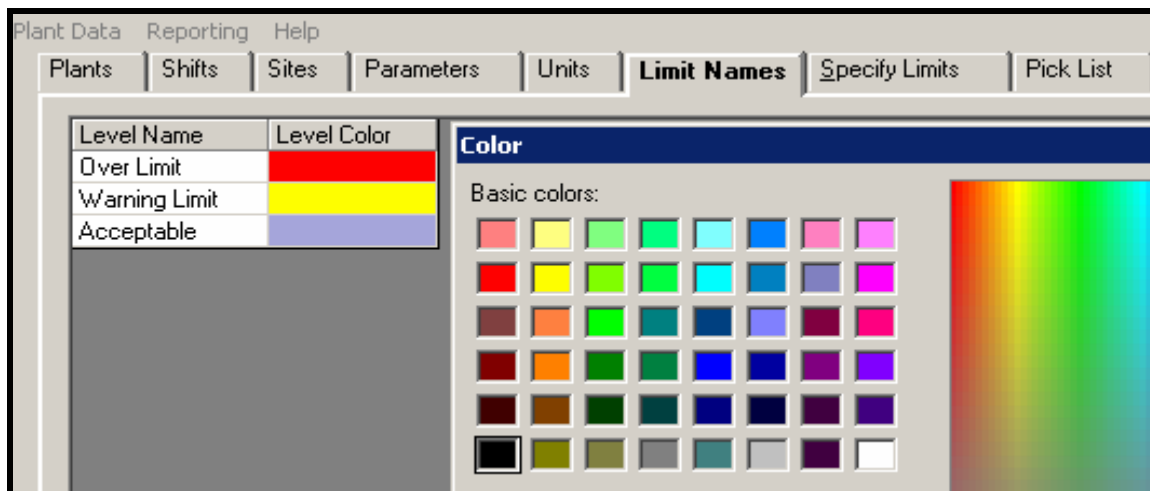 Plant Data Reporting Help
Plants Shifts Sites Parameters Units Limit Names Specify Limits Pick List
Level Name Level Color
Over Limit
Warning Limit
Acceptable
Color
Basic colors: